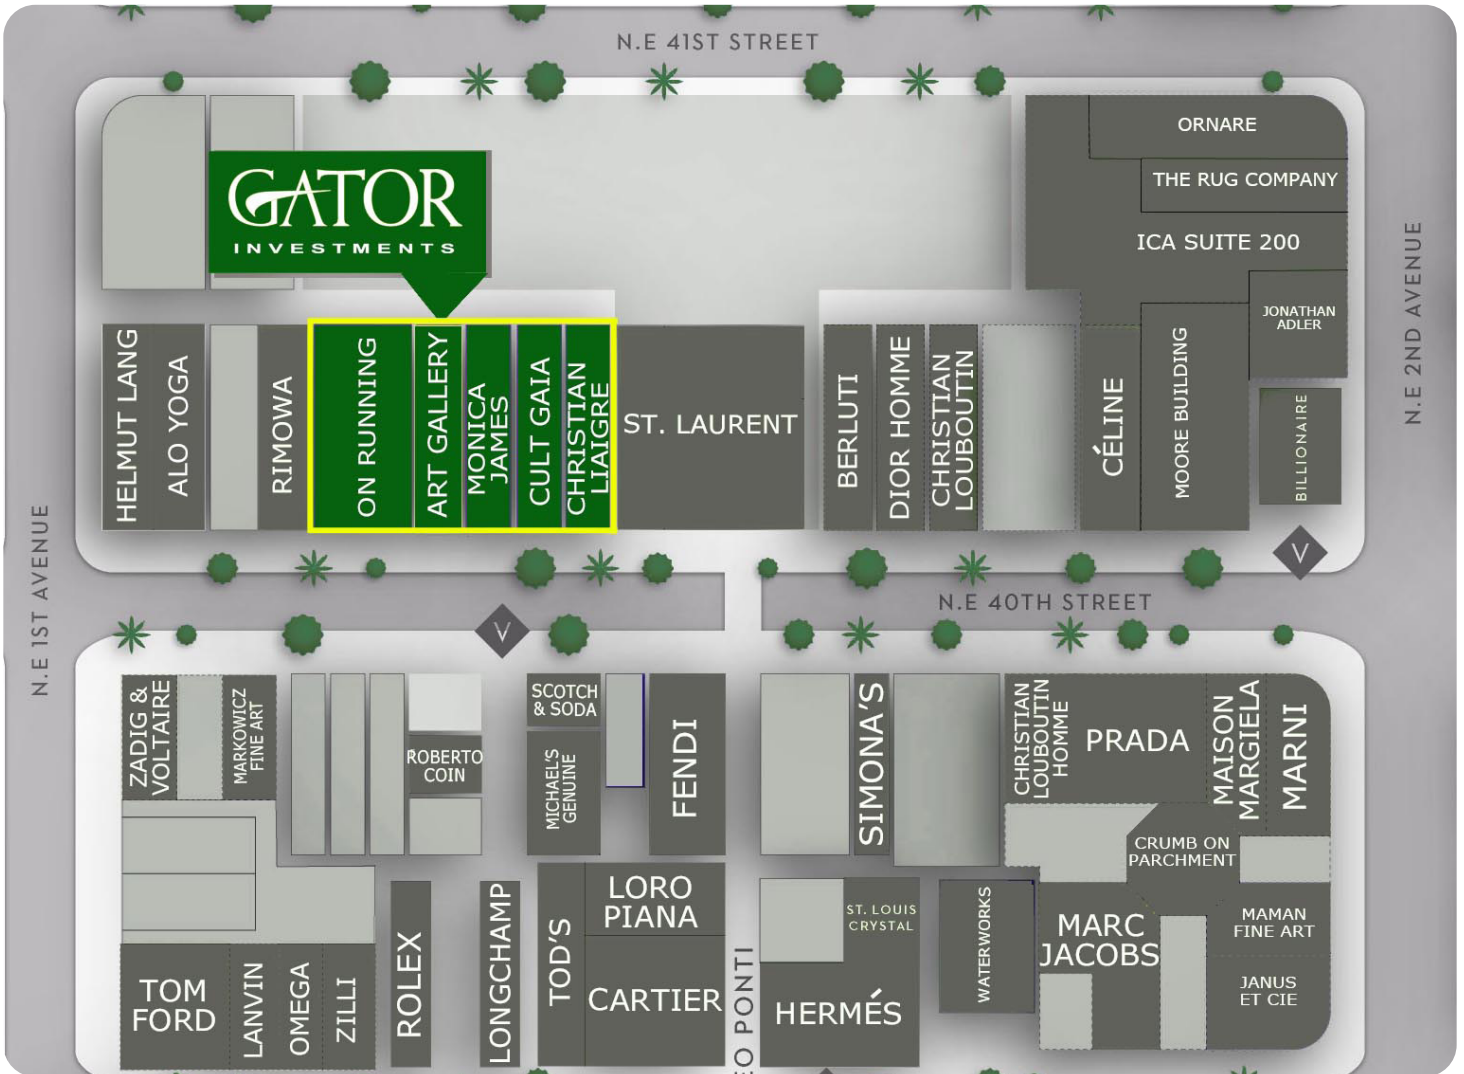 N.E 41ST STREET
ORNARE
THE RUG COMPANY
ICA SUITE 200
GATOR
INVESTMENTS
JONATHAN
ADLER
N.E 2ND AVENUE
HELMUT LANG
ALO YOGA
RIMOWA
ON RUNNING
ART GALLERY
MONICA
JAMES
CULT GAIA
CHRISTIAN
LIAIGRE
ST. LAURENT
BERLUTI
DIOR HOMME
CHRISTIAN
LOUBOUTIN
CÉLINE
MOORE BUILDING
BILLIONAIRE
V
N.E 1ST AVENUE
N.E 40TH STREET
V
ZADIG &
VOLTAIRE
MARKOWICZ
FINE ART
ROBERTO
COIN
SCOTCH
& SODA
MICHAEL'S
GENUINE
FENDI
SIMONA'S
CHRISTIAN
LOUBOUTIN
HOMME
PRADA
MAISON
MARGIELA
MARNI
CRUMB ON
PARCHMENT
TOM
FORD
LANVIN
OMEGA
ZILLI
ROLEX
LONGCHAMP
TOD'S
LORO
PIANA
CARTIER
EO PONTI
ST. LOUIS
CRYSTAL
HERMÉS
WATERWORKS
MARC
JACOBS
MAMAN
FINE ART
JANUS
ET CIE